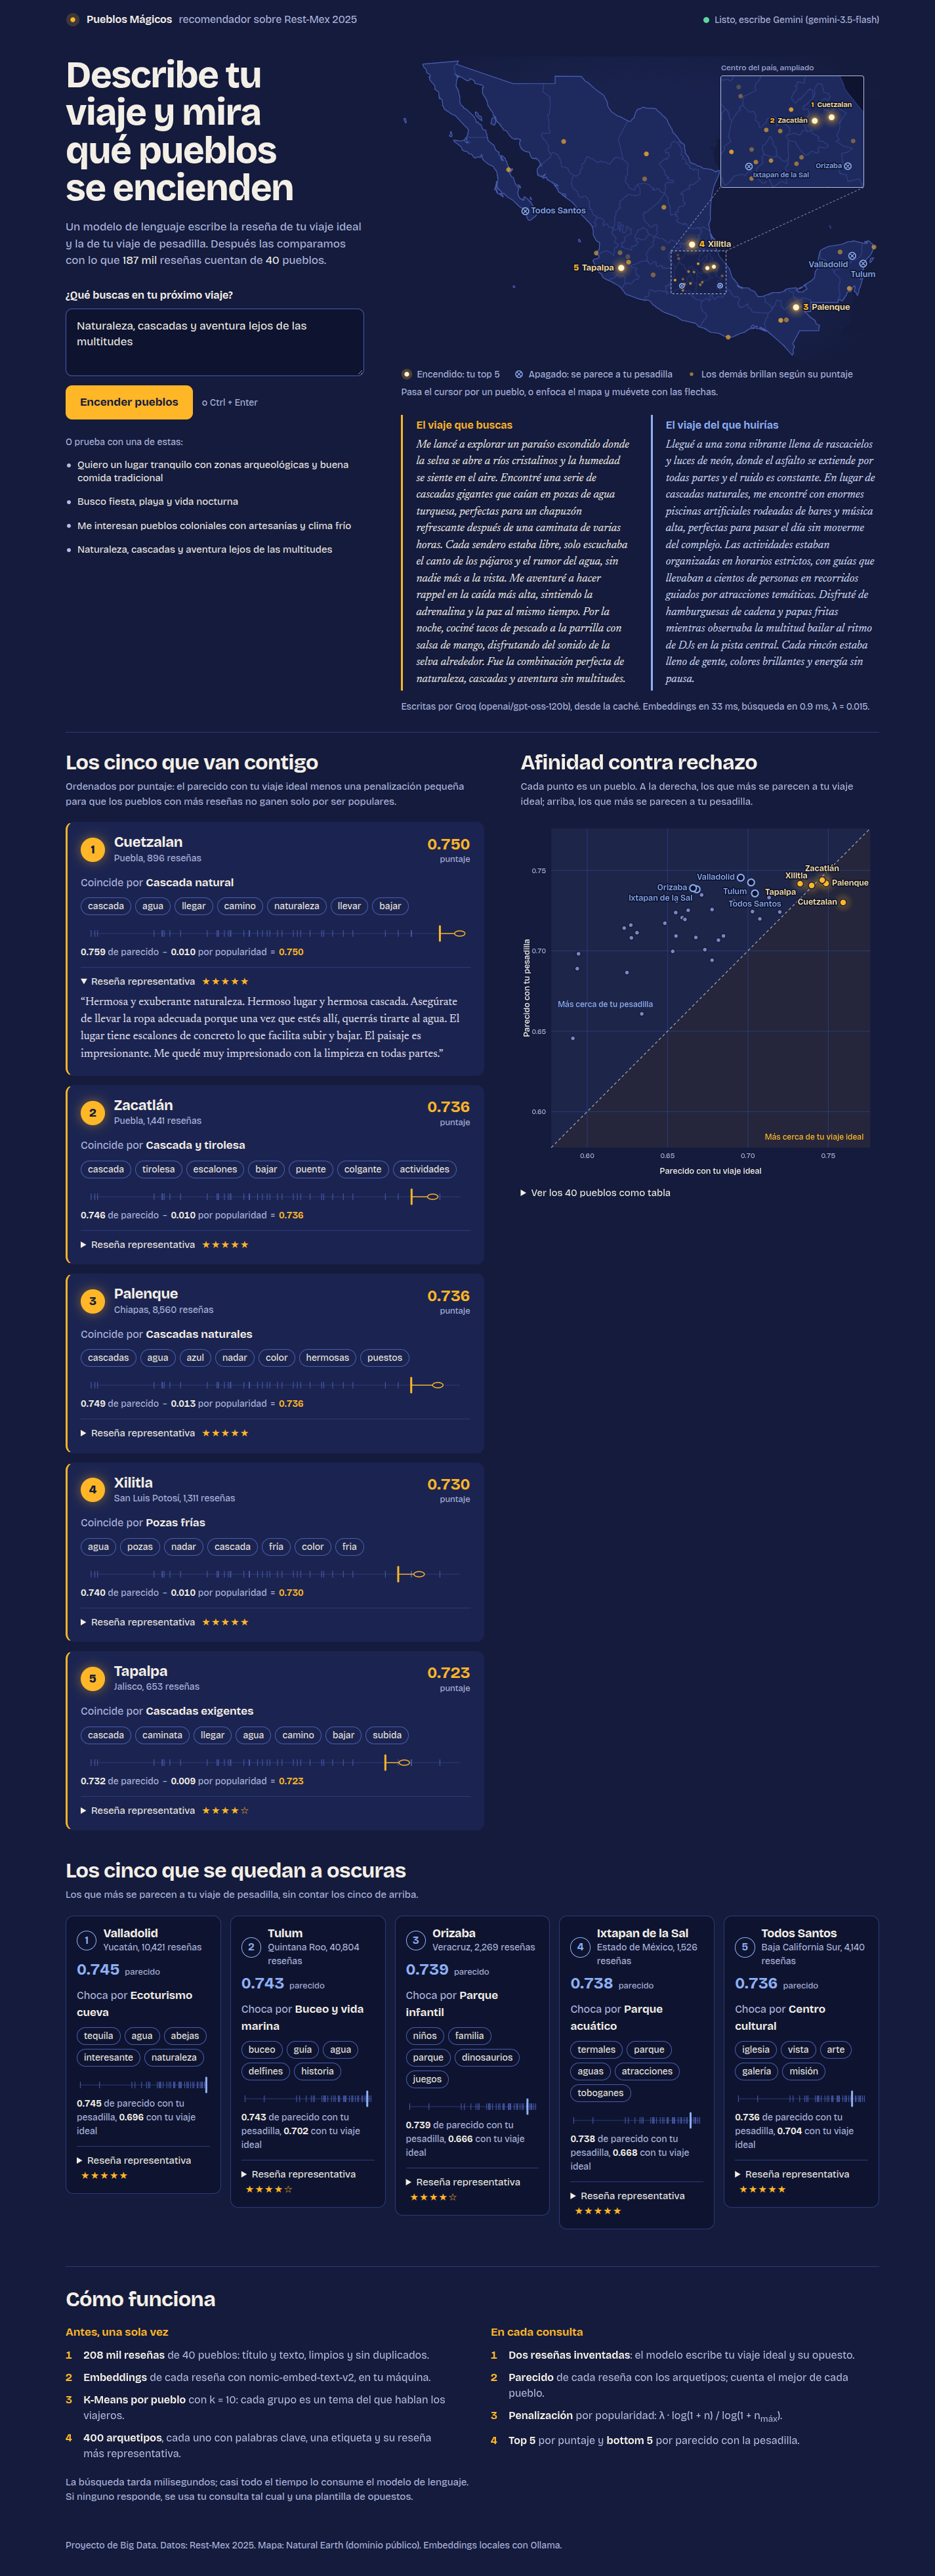 Pueblos Mágicos recomendador sobre Rest-Mex 2025
Listo, escribe Gemini (gemini-3.5-flash)
Describe tu
viaje y mira
qué pueblos
se encienden
Un modelo de lenguaje escribe la reseña de tu viaje ideal
y la de tu viaje de pesadilla. Después las comparamos
con lo que 187 mil reseñas cuentan de 40 pueblos.
¿Qué buscas en tu próximo viaje?
Naturaleza, cascadas y aventura lejos de las
multitudes
Encender pueblos
o Ctrl + Enter
O prueba con una de estas:
Quiero un lugar tranquilo con zonas arqueológicas y buena
comida tradicional
Busco fiesta, playa y vida nocturna
Me interesan pueblos coloniales con artesanías y clima frío
Naturaleza, cascadas y aventura lejos de las multitudes
Centro del país, ampliado
1 Cuetzalan
2 Zacatlán
Orizaba
Ixtapan de la Sal
Todos Santos
4 Xilitla
5 Tapalpa
Valladolid
Tulum
3 Palenque
Encendido: tu top 5
Apagado: se parece a tu pesadilla
Los demás brillan según su puntaje
Pasa el cursor por un pueblo, o enfoca el mapa y muévete con las flechas.
El viaje que buscas
Me lancé a explorar un paraíso escondido donde
la selva se abre a ríos cristalinos y la humedad
se siente en el aire. Encontré una serie de
cascadas gigantes que caían en pozas de agua
turquesa, perfectas para un chapuzón
refrescante después de una caminata de varias
horas. Cada sendero estaba libre, solo escuchaba
el canto de los pájaros y el rumor del agua, sin
nadie más a la vista. Me aventuré a hacer
rappel en la caída más alta, sintiendo la
adrenalina y la paz al mismo tiempo. Por la
noche, cociné tacos de pescado a la parrilla con
salsa de mango, disfrutando del sonido de la
selva alrededor. Fue la combinación perfecta de
naturaleza, cascadas y aventura sin multitudes.
El viaje del que huirías
Llegué a una zona vibrante llena de rascacielos
y luces de neón, donde el asfalto se extiende por
todas partes y el ruido es constante. En lugar de
cascadas naturales, me encontré con enormes
piscinas artificiales rodeadas de bares y música
alta, perfectas para pasar el día sin moverme
del complejo. Las actividades estaban
organizadas en horarios estrictos, con guías que
llevaban a cientos de personas en recorridos
guiados por atracciones temáticas. Disfruté de
hamburguesas de cadena y papas fritas
mientras observaba la multitud bailar al ritmo
de DJs en la pista central. Cada rincón estaba
lleno de gente, colores brillantes y energía sin
pausa.
Escritas por Groq (openai/gpt-oss-120b), desde la caché. Embeddings en 33 ms, búsqueda en 0.9 ms, λ = 0.015.
Los cinco que van contigo
Ordenados por puntaje: el parecido con tu viaje ideal menos una penalización pequeña
para que los pueblos con más reseñas no ganen solo por ser populares.
1
Cuetzalan
Puebla, 896 reseñas
0.750
puntaje
Coincide por Cascada natural
cascada agua llegar camino naturaleza llevar bajar
0.759 de parecido − 0.010 por popularidad = 0.750
▼ Reseña representativa ★★★★★
“Hermosa y exuberante naturaleza. Hermoso lugar y hermosa cascada. Asegúrate
de llevar la ropa adecuada porque una vez que estés allí, querrás tirarte al agua. El
lugar tiene escalones de concreto lo que facilita subir y bajar. El paisaje es
impresionante. Me quedé muy impresionado con la limpieza en todas partes.”
2
Zacatlán
Puebla, 1,441 reseñas
0.736
puntaje
Coincide por Cascada y tirolesa
cascada tirolesa escalones bajar puente colgante actividades
0.746 de parecido − 0.010 por popularidad = 0.736
▶ Reseña representativa ★★★★★
3
Palenque
Chiapas, 8,560 reseñas
0.736
puntaje
Coincide por Cascadas naturales
cascadas agua azul nadar color hermosas puestos
0.749 de parecido − 0.013 por popularidad = 0.736
▶ Reseña representativa ★★★★★
4
Xilitla
San Luis Potosí, 1,311 reseñas
0.730
puntaje
Coincide por Pozas frías
agua pozas nadar cascada fría color fria
0.740 de parecido − 0.010 por popularidad = 0.730
▶ Reseña representativa ★★★★★
5
Tapalpa
Jalisco, 653 reseñas
0.723
puntaje
Coincide por Cascadas exigentes
cascada caminata llegar agua camino bajar subida
0.732 de parecido − 0.009 por popularidad = 0.723
▶ Reseña representativa ★★★★☆
Afinidad contra rechazo
Cada punto es un pueblo. A la derecha, los que más se parecen a tu viaje
ideal; arriba, los que más se parecen a tu pesadilla.
Parecido con tu pesadilla
0.75
0.70
0.65
0.60
Zacatlán
Xilitla
Valladolid
Palenque
Orizaba
Tulum
Tapalpa
Ixtapan de la Sal
Todos Santos
Cuetzalan
Más cerca de tu pesadilla
Más cerca de tu viaje ideal
0.60 0.65 0.70 0.75
Parecido con tu viaje ideal
▶ Ver los 40 pueblos como tabla
Los cinco que se quedan a oscuras
Los que más se parecen a tu viaje de pesadilla, sin contar los cinco de arriba.
1
Valladolid
Yucatán, 10,421 reseñas
0.745 parecido
Choca por Ecoturismo
cueva
tequila agua abejas
interesante naturaleza
0.745 de parecido con tu
pesadilla, 0.696 con tu viaje
ideal
▶ Reseña representativa
★★★★★
2
Tulum
Quintana Roo, 40,804
reseñas
0.743 parecido
Choca por Buceo y vida
marina
buceo guía agua
delfines historia
0.743 de parecido con tu
pesadilla, 0.702 con tu viaje
ideal
▶ Reseña representativa
★★★★☆
3
Orizaba
Veracruz, 2,269 reseñas
0.739 parecido
Choca por Parque
infantil
niños familia
parque dinosaurios
juegos
0.739 de parecido con tu
pesadilla, 0.666 con tu viaje
ideal
▶ Reseña representativa
★★★★☆
4
Ixtapan de la Sal
Estado de México, 1,526
reseñas
0.738 parecido
Choca por Parque
acuático
termales parque
aguas atracciones
toboganes
0.738 de parecido con tu
pesadilla, 0.668 con tu viaje
ideal
▶ Reseña representativa
★★★★★
5
Todos Santos
Baja California Sur, 4,140
reseñas
0.736 parecido
Choca por Centro
cultural
iglesia vista arte
galería misión
0.736 de parecido con tu
pesadilla, 0.704 con tu viaje
ideal
▶ Reseña representativa
★★★★★
Cómo funciona
Antes, una sola vez
1 208 mil reseñas de 40 pueblos: título y texto, limpios y sin duplicados.
2 Embeddings de cada reseña con nomic-embed-text-v2, en tu máquina.
3 K-Means por pueblo con k = 10: cada grupo es un tema del que hablan los
viajeros.
4 400 arquetipos, cada uno con palabras clave, una etiqueta y su reseña
más representativa.
En cada consulta
1 Dos reseñas inventadas: el modelo escribe tu viaje ideal y su opuesto.
2 Parecido de cada reseña con los arquetipos; cuenta el mejor de cada
pueblo.
3 Penalización por popularidad: λ · log(1 + n) / log(1 + nmáx).
4 Top 5 por puntaje y bottom 5 por parecido con la pesadilla.
La búsqueda tarda milisegundos; casi todo el tiempo lo consume el modelo de lenguaje.
Si ninguno responde, se usa tu consulta tal cual y una plantilla de opuestos.
Proyecto de Big Data. Datos: Rest-Mex 2025. Mapa: Natural Earth (dominio público). Embeddings locales con Ollama.